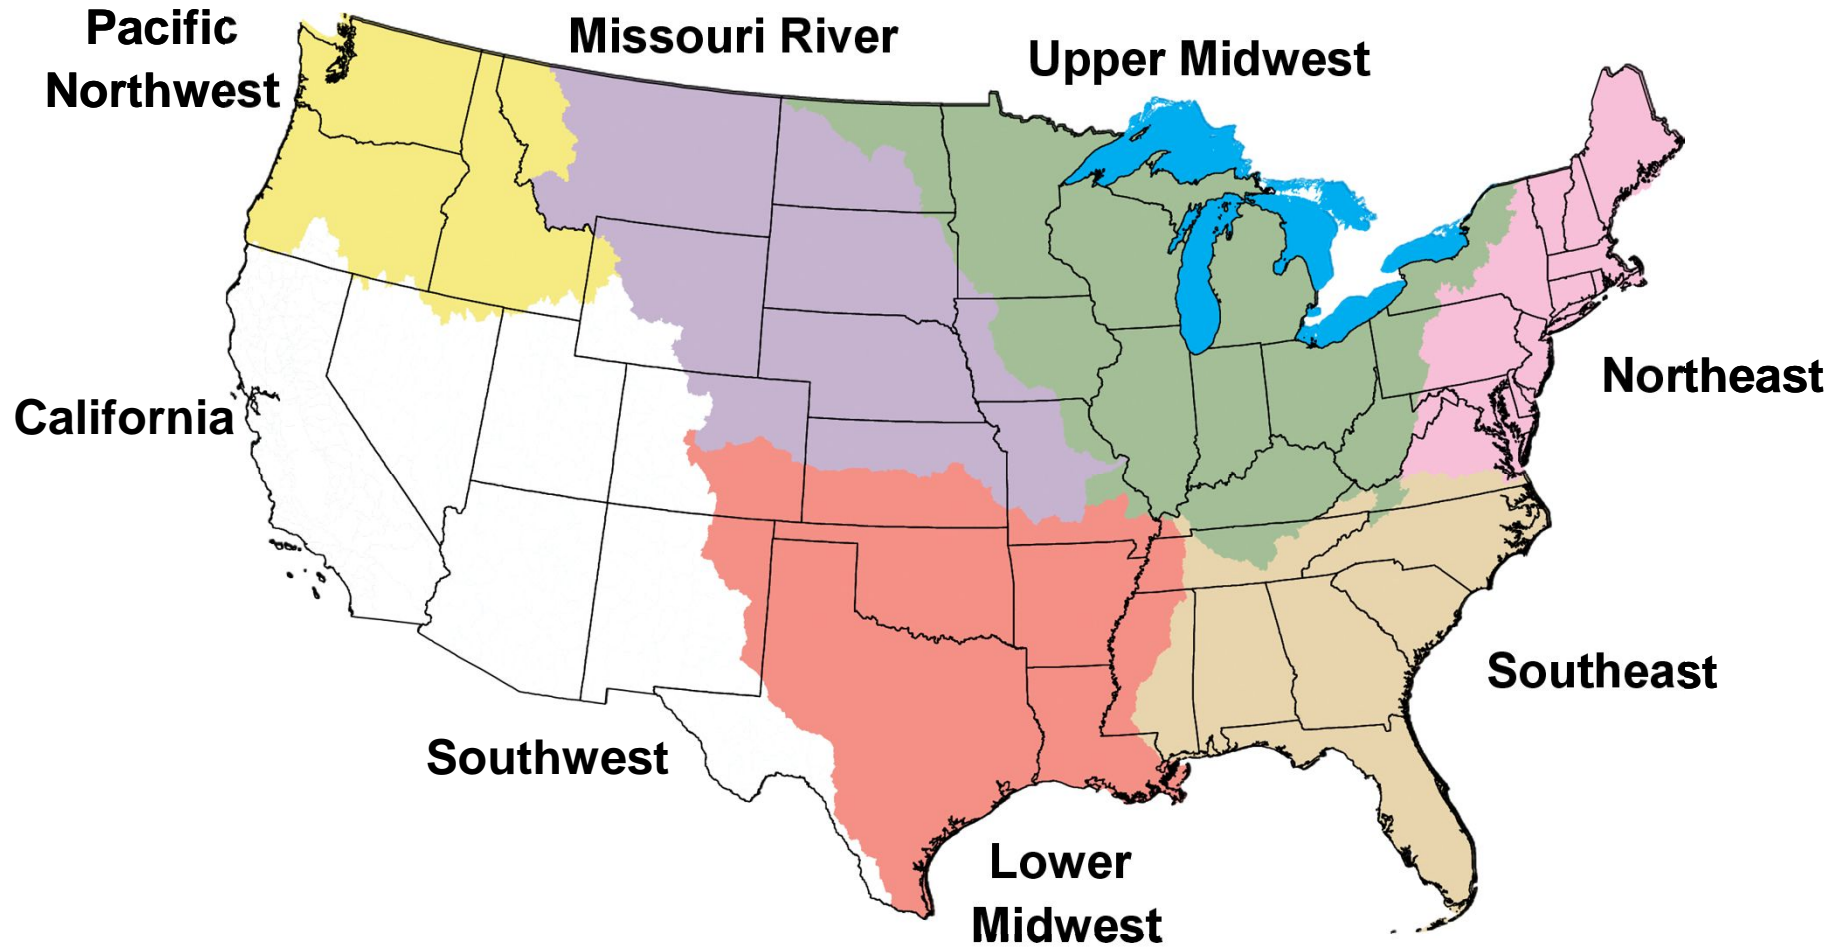 Pacific
Northwest
Missouri River
Upper Midwest
Northeast
California
Southeast
Southwest
Lower
Midwest